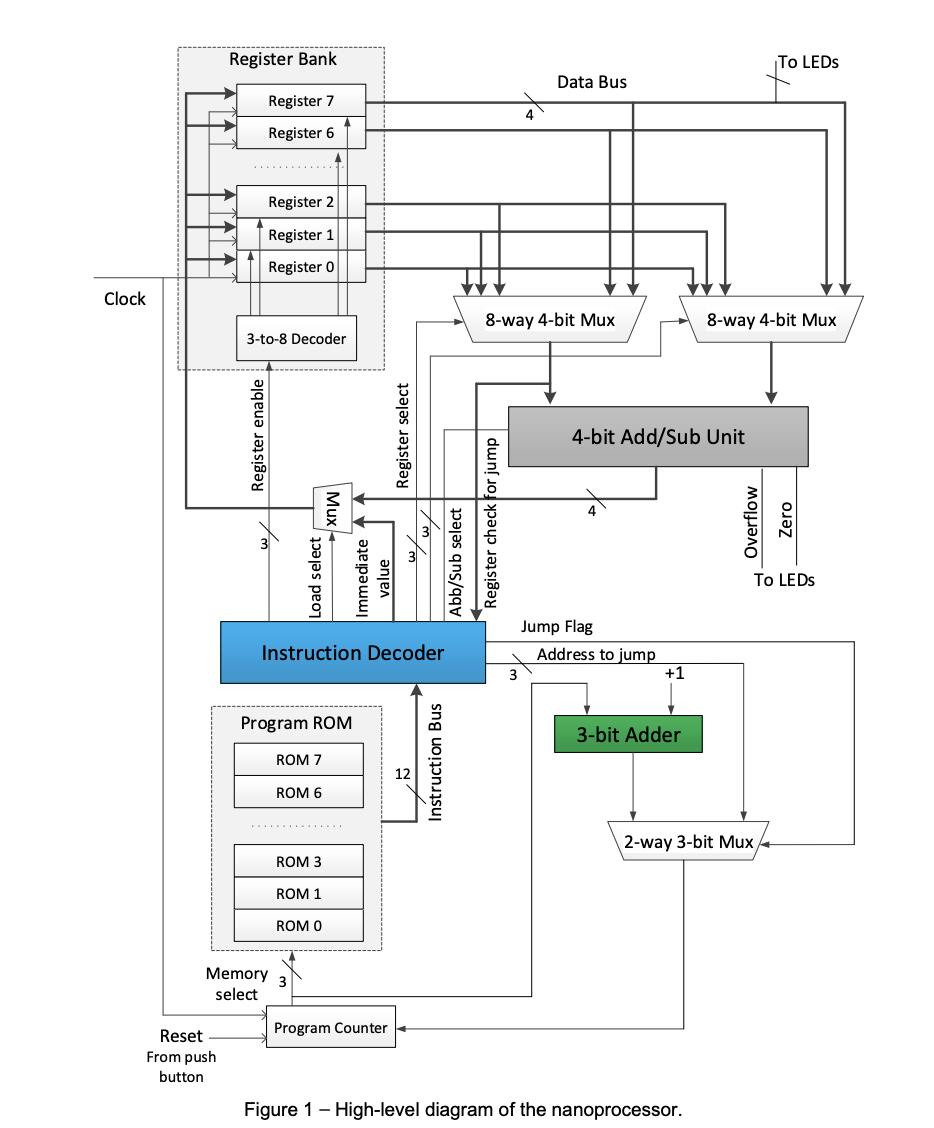 Register Bank
To LEDs
Data Bus
Register 7
4
Register 6
Register 2
Register 1
Register 0
Clock
8-way 4-bit Mux
8-way 4-bit Mux
3-to-8 Decoder
Register enable
Register select
4-bit Add/Sub Unit
Register check for jump
Mux
4
3
3
3
Load select
Immediate
value
Abb/Sub select
Overflow
Zero
To LEDs
Jump Flag
Instruction Decoder
Address to jump
3
+1
Program ROM
Instruction Bus
3-bit Adder
ROM 7
12
ROM 6
2-way 3-bit Mux
ROM 3
ROM 1
ROM 0
Memory
select
3
Program Counter
Reset
From push
button
Figure 1 – High-level diagram of the nanoprocessor.